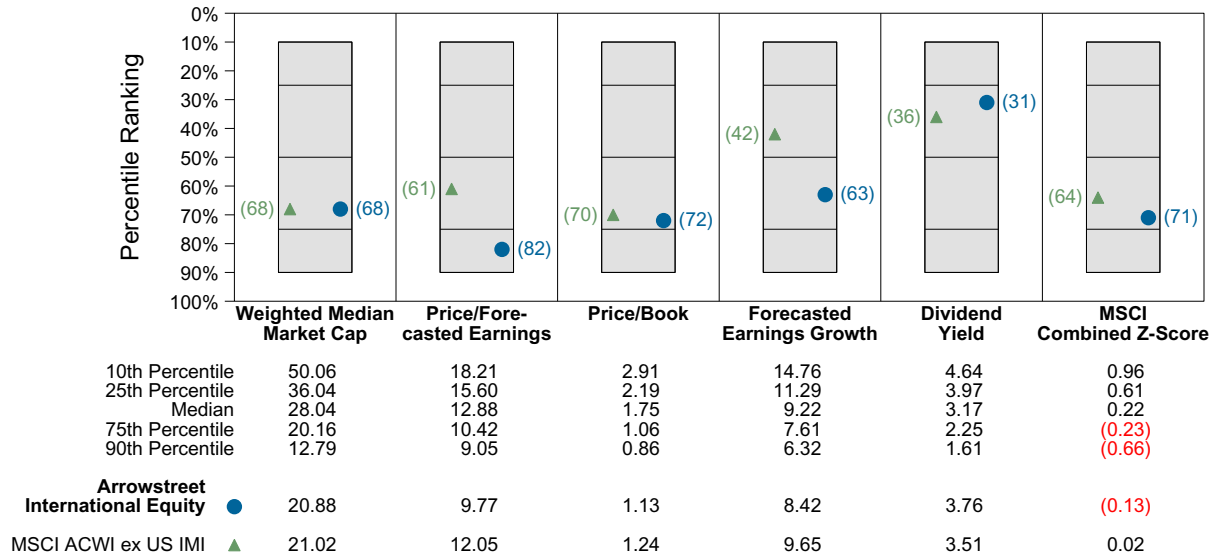 0%
10%
20%
30%
40%
50%
60%
70%
80%
90%
100%
Percentile Ranking
(68) (68)
(61)
(82)
(70) (72)
(42)
(63)
(36) (31)
(64)
(71)
Weighted Median
Market Cap
Price/Fore-
casted Earnings
Price/Book
Forecasted
Earnings Growth
Dividend
Yield
MSCI
Combined Z-Score
10th Percentile 50.06 18.21 2.91 14.76 4.64 0.96
25th Percentile 36.04 15.60 2.19 11.29 3.97 0.61
Median 28.04 12.88 1.75 9.22 3.17 0.22
75th Percentile 20.16 10.42 1.06 7.61 2.25 (0.23)
90th Percentile 12.79 9.05 0.86 6.32 1.61 (0.66)
Arrowstreet
International Equity 20.88 9.77 1.13 8.42 3.76 (0.13)
MSCI ACWI ex US IMI 21.02 12.05 1.24 9.65 3.51 0.02